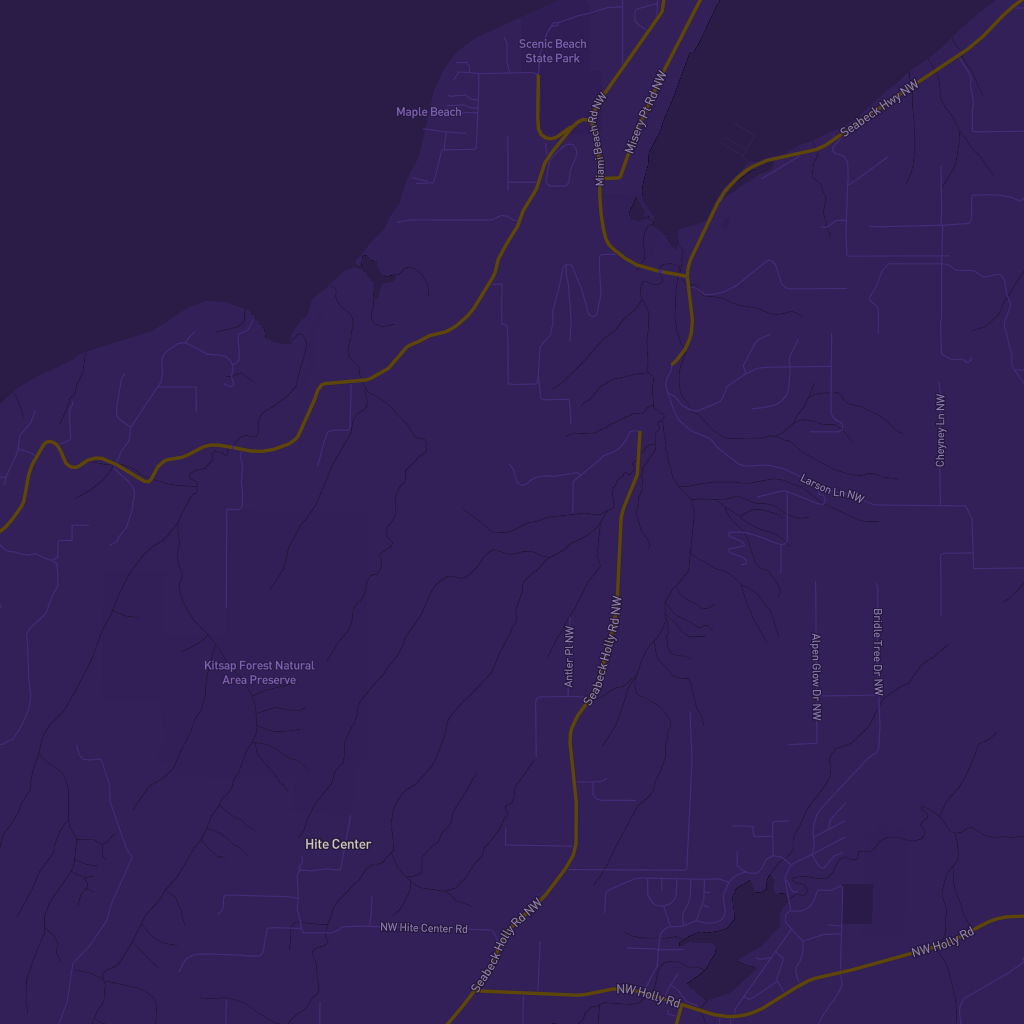 Scenic Beach
State Park
Maple Beach
Miami Beach Rd NW
Misery Pt Rd NW
Seabeck Hwy NW
Cheyney Ln NW
Larson Ln NW
Antler Pl NW
Seabeck Holly Rd NW
Alpen Glow Dr NW
Bridle Tree Dr NW
Kitsap Forest Natural
Area Preserve
Hite Center
NW Hite Center Rd
Seabeck Holly Rd NW
NW Holly Rd
NW Holly Rd